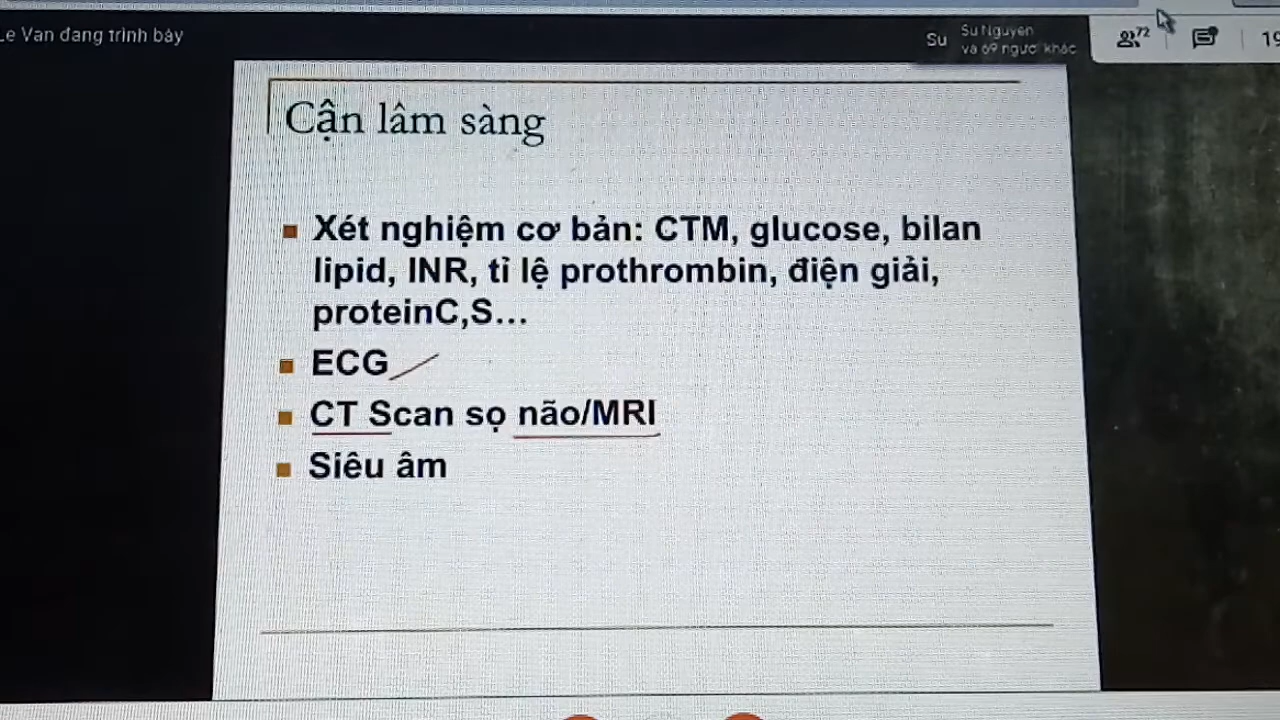 Le Van đang trình bày
Su
Su Nguyen
và 69 người khác
72
19
Cận lâm sàng
Xét nghiệm cơ bản: CTM, glucose, bilan
lipid, INR, tỉ lệ prothrombin, điện giải,
proteinC,S...
ECG
CT Scan sọ não/MRI
Siêu âm